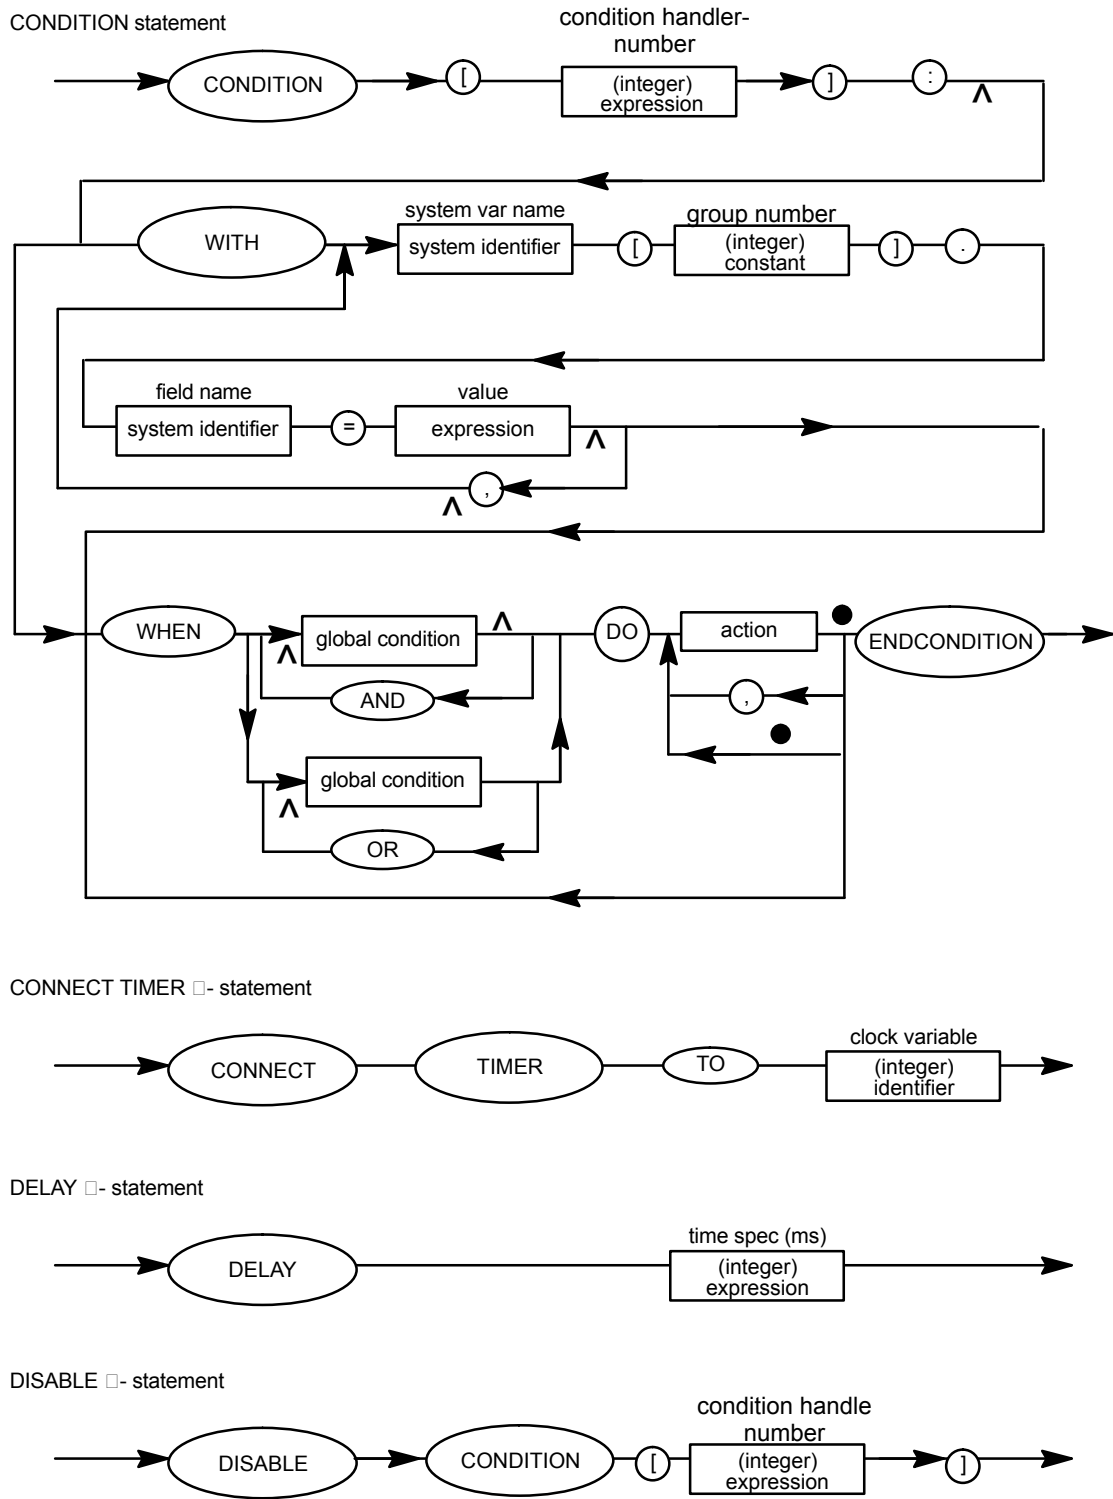 CONDITION statement
condition handler-
number
CONDITION
[
(integer)
expression
]
:
^
system var name
group number
WITH
system identifier
[
(integer)
constant
]
.
field name
value
system identifier
=
expression
^
,
^
WHEN
^
global condition
^
DO
action
ENDCONDITION
AND
,
^
global condition
OR
CONNECT TIMER □- statement
clock variable
CONNECT
TIMER
TO
(integer)
identifier
DELAY □- statement
time spec (ms)
DELAY
(integer)
expression
DISABLE □- statement
condition handle
number
DISABLE
CONDITION
[
(integer)
expression
]